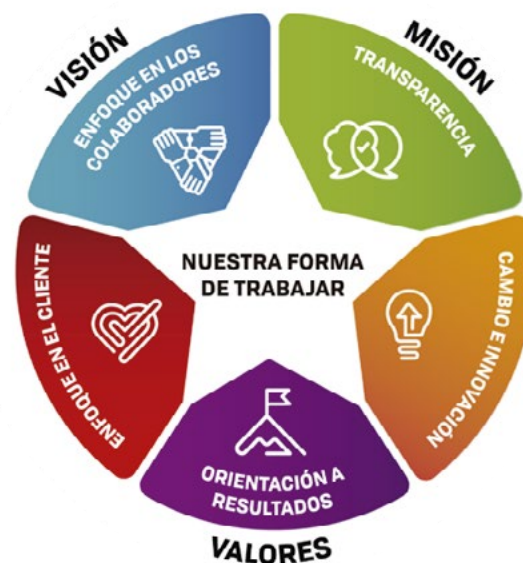 VISIÓN
MISIÓN
ENFOQUE EN LOS
COLABORADORES
TRANSPARENCIA
NUESTRA FORMA
DE TRABAJAR
ENFOQUE EN EL CLIENTE
CAMBIO E INNOVACIÓN
ORIENTACIÓN A
RESULTADOS
VALORES